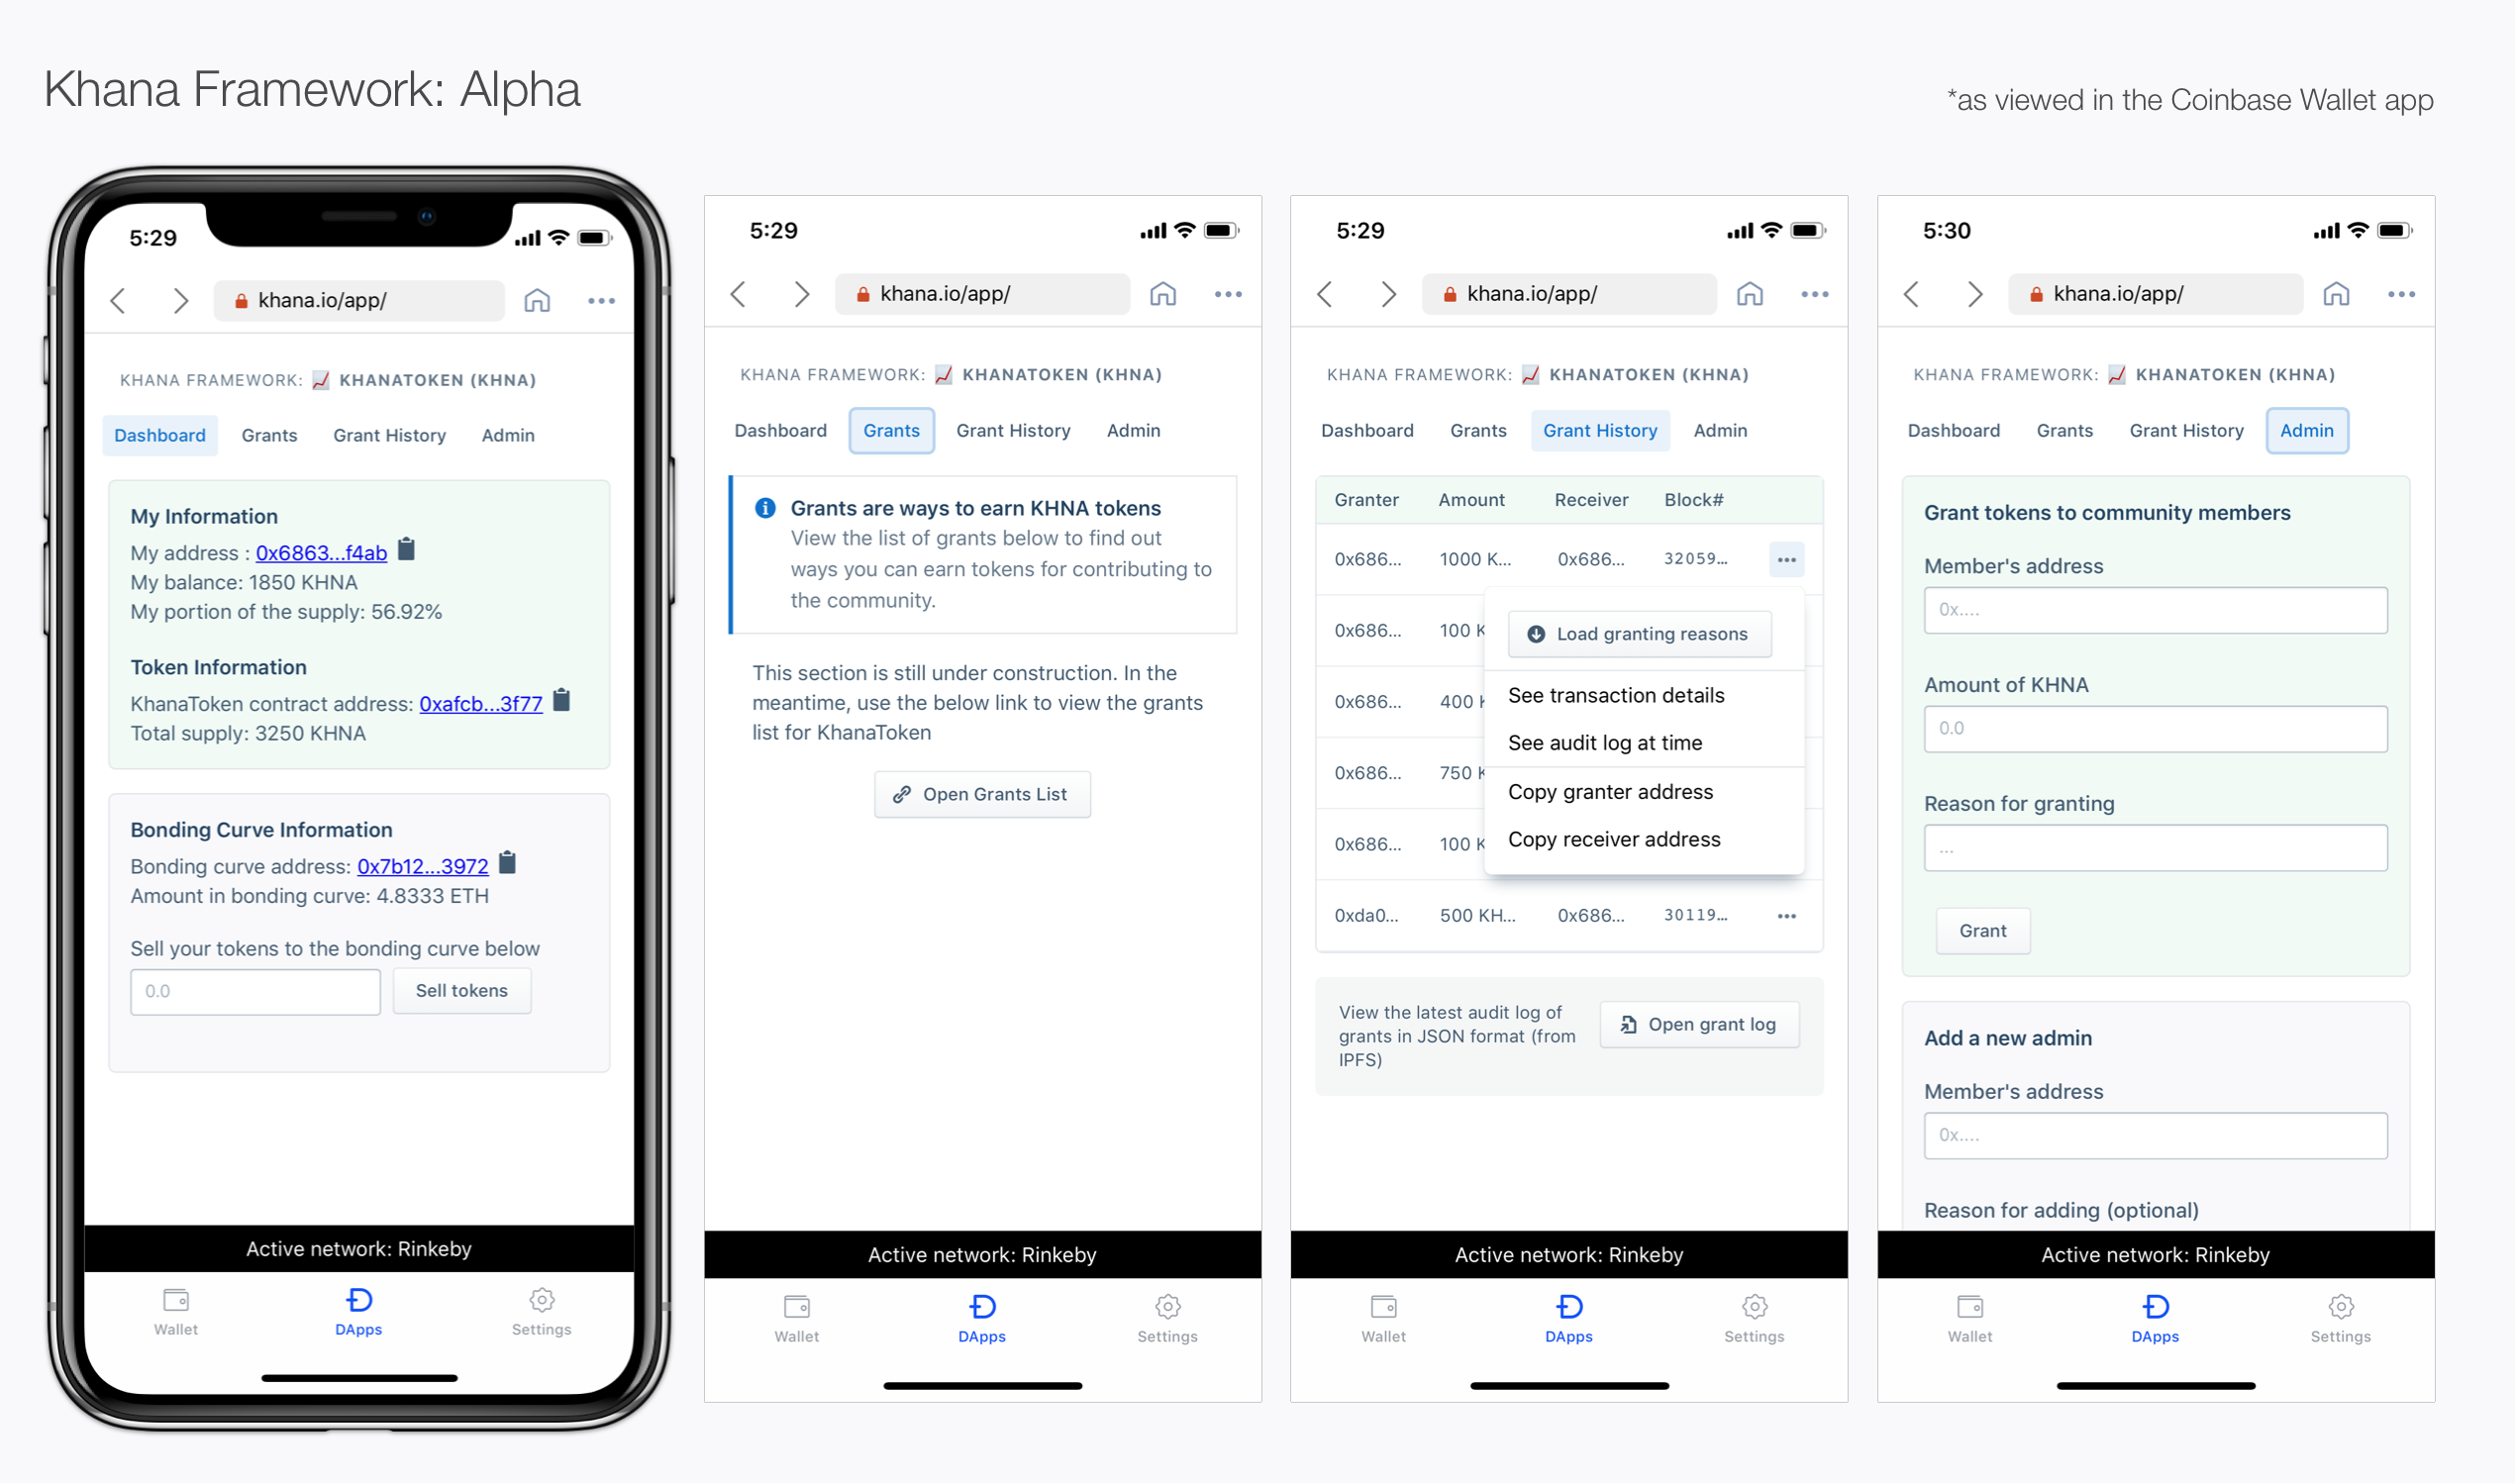 Khana Framework: Alpha
*as viewed in the Coinbase Wallet app
5:29
khana.io/app/
KHANA FRAMEWORK: KHANATOKEN (KHNA)
Dashboard Grants Grant History Admin
My Information
My address : 0x6863...f4ab
My balance: 1850 KHNA
My portion of the supply: 56.92%
Token Information
KhanaToken contract address: 0xafcb...3f77
Total supply: 3250 KHNA
Bonding Curve Information
Bonding curve address: 0x7b12...3972
Amount in bonding curve: 4.8333 ETH
Sell your tokens to the bonding curve below
0.0 Sell tokens
Active network: Rinkeby
Wallet DApps Settings
5:29
khana.io/app/
KHANA FRAMEWORK: KHANATOKEN (KHNA)
Dashboard Grants Grant History Admin
Grants are ways to earn KHNA tokens
View the list of grants below to find out
ways you can earn tokens for contributing to
the community.
This section is still under construction. In the
meantime, use the below link to view the grants
list for KhanaToken
Open Grants List
Active network: Rinkeby
Wallet DApps Settings
5:29
khana.io/app/
KHANA FRAMEWORK: KHANATOKEN (KHNA)
Dashboard Grants Grant History Admin
Granter Amount Receiver Block#
0x686... 1000 K... 0x686... 32059...
0x686... 100 K
0x686... 400
0x686... 750 K
0x686... 100 K
0xda0... 500 KH... 0x686... 30119...
Load granting reasons
See transaction details
See audit log at time
Copy granter address
Copy receiver address
View the latest audit log of
grants in JSON format (from
IPFS)
Open grant log
Active network: Rinkeby
Wallet DApps Settings
5:30
khana.io/app/
KHANA FRAMEWORK: KHANATOKEN (KHNA)
Dashboard Grants Grant History Admin
Grant tokens to community members
Member's address
0x....
Amount of KHNA
0.0
Reason for granting
...
Grant
Add a new admin
Member's address
0x....
Reason for adding (optional)
Active network: Rinkeby
Wallet DApps Settings